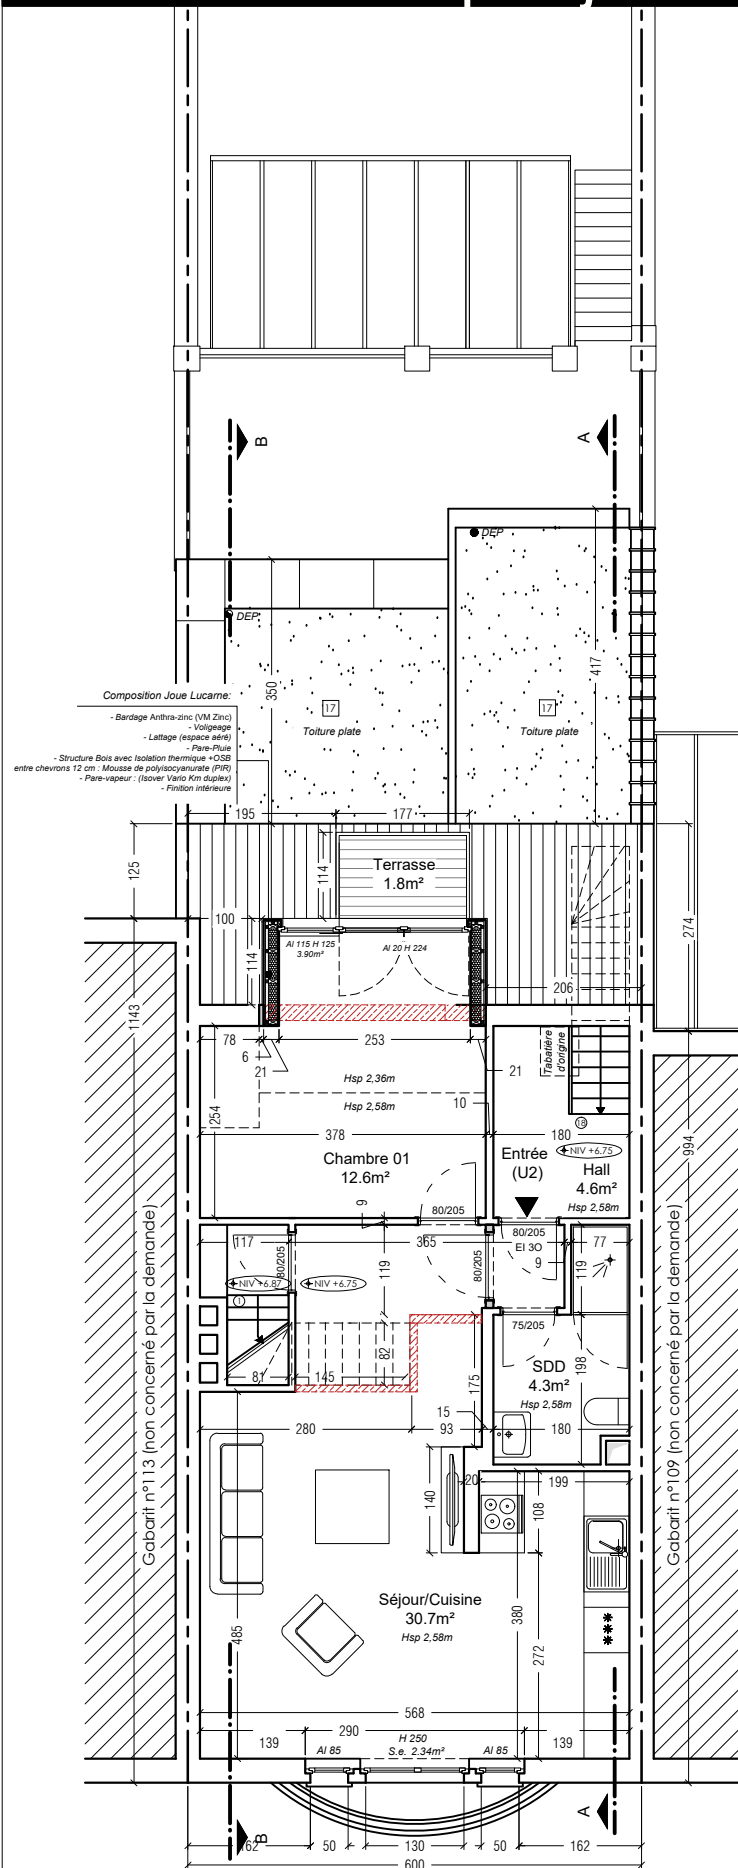 B
A
DEP
DEP
417
350
17
Toiture plate
17
Toiture plate
Composition Joue Lucarne:
- Bardage Anthra-zinc (VM Zinc)
- Voligeage
- Lattage (espace aéré)
- Pare-Pluie
- Structure Bois avec Isolation thermique +OSB
entre chevrons 12 cm : Mousse de polyisocyanurate (PIR)
- Pare-vapeur : (Isover Vario Km duplex)
- Finition intérieure
195
177
125
114
Terrasse
1.8m²
274
100
Al 115 H 125
3.90m²
Al 20 H 224
114
206
1143
78
253
6
21
21
Tabatière
d'origine
Hsp 2,36m
Hsp 2,58m
10
254
18
994
378
180
Chambre 01
12.6m²
Entrée
(U2)
NIV +6.75
Hall
4.6m²
Hsp 2,58m
9
80/205
80/205
EI 30
117
365
77
9
80/205
119
80/205
119
NIV +6.87
NIV +6.75
1
75/205
82
198
81
145
175
SDD
4.3m²
Hsp 2,58m
15
280
93
180
Gabarit n°113 (non concerné par la demande)
Gabarit n°109 (non concerné par la demande)
20
199
140
108
Séjour/Cuisine
30.7m²
Hsp 2,58m
485
380
272
568
290
139
H 250
S.e. 2.34m²
139
Al 85
Al 85
B
A
162
50
130
50
162
600